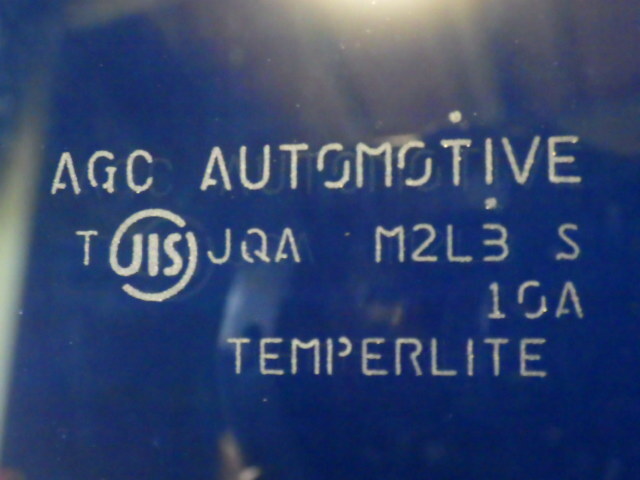 AGC AUTOMOTIVE
T JIS JQA M2L3 S
10A
TEMPERLITE